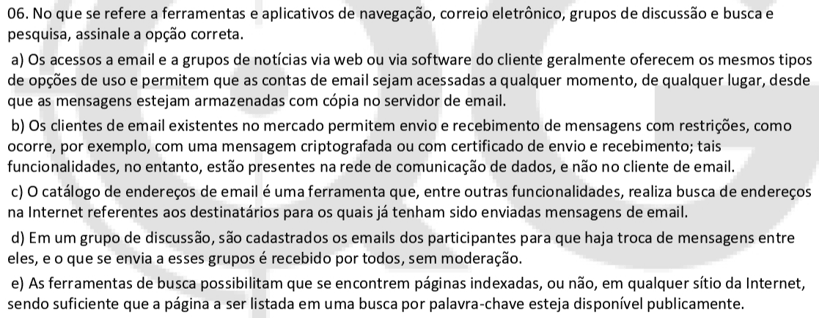 06. No que se refere a ferramentas e aplicativos de navegação, correio eletrônico, grupos de discussão e busca e
pesquisa, assinale a opção correta.
a) Os acessos a email e a grupos de notícias via web ou via software do cliente geralmente oferecem os mesmos tipos
de opções de uso e permitem que as contas de email sejam acessadas a qualquer momento, de qualquer lugar, desde
que as mensagens estejam armazenadas com cópia no servidor de email.
b) Os clientes de email existentes no mercado permitem envio e recebimento de mensagens com restrições, como
ocorre, por exemplo, com uma mensagem criptografada ou com certificado de envio e recebimento; tais
funcionalidades, no entanto, estão presentes na rede de comunicação de dados, e não no cliente de email.
c) O catálogo de endereços de email é uma ferramenta que, entre outras funcionalidades, realiza busca de endereços
na Internet referentes aos destinatários para os quais já tenham sido enviadas mensagens de email.
d) Em um grupo de discussão, são cadastrados os emails dos participantes para que haja troca de mensagens entre
eles, e o que se envia a esses grupos é recebido por todos, sem moderação.
e) As ferramentas de busca possibilitam que se encontrem páginas indexadas, ou não, em qualquer sítio da Internet,
sendo suficiente que a página a ser listada em uma busca por palavra-chave esteja disponível publicamente.